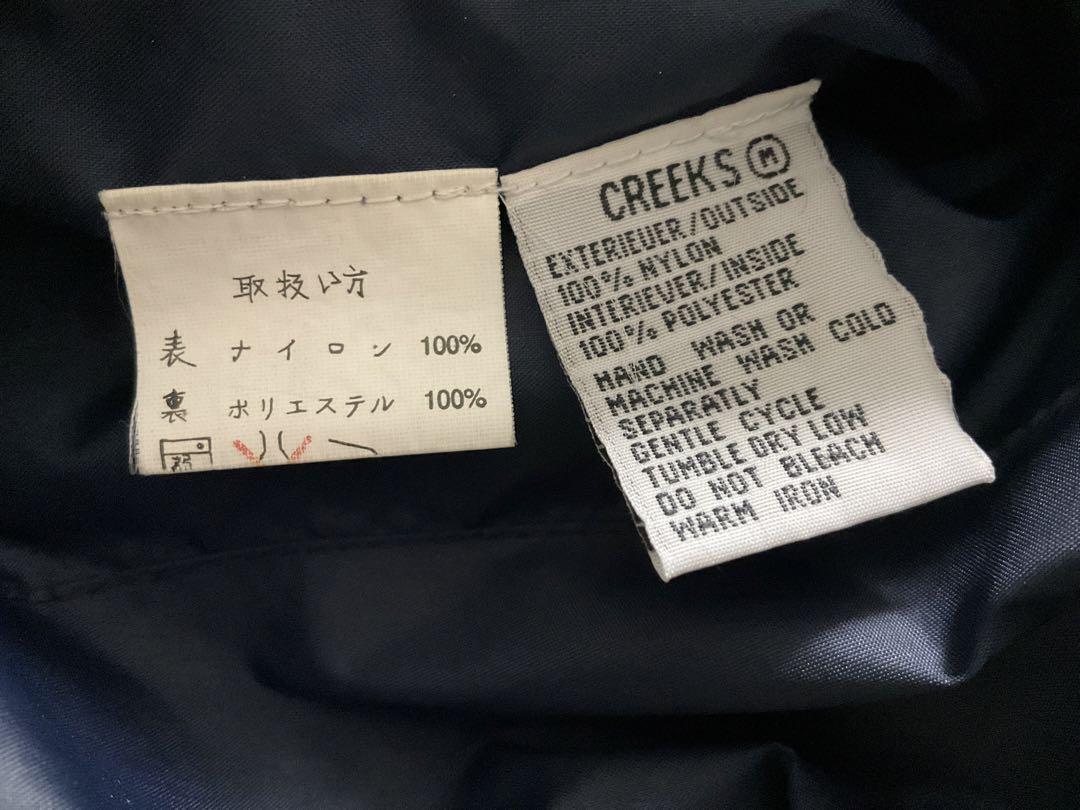 取扱い方
表 ナイロン 100%
裏 ポリエステル 100%
CREEKS M
EXTERIEUER/OUTSIDE
100% NYLON
INTERIEVER/INSIDE
100% POLYESTER
HAND WASH OR
MACHINE WASH COLD
SEPARATLY
GENTLE CYCLE
TUMBLE DRY LOW
DO NOT BLEACH
WARM IRON